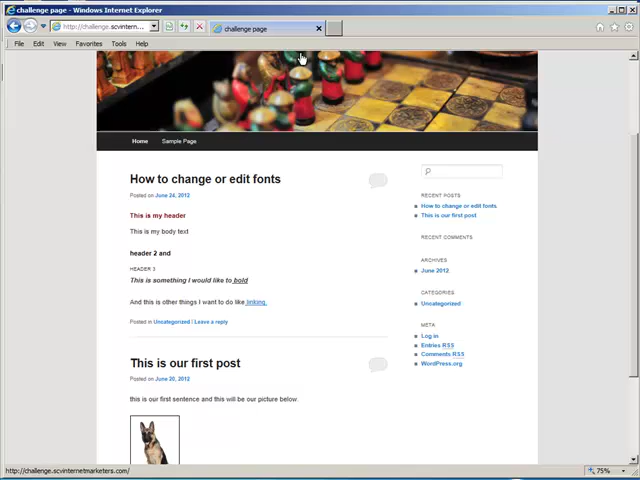 challenge page - Windows Internet Explorer
http://challenge.scvintern...
challenge page
File Edit View Favorites Tools Help
Home Sample Page
How to change or edit fonts
Posted on June 24, 2012
This is my header
This is my body text
header 2 and
HEADER 3
This is something I would like to bold
And this is other things I want to do like linking.
Posted in Uncategorized | Leave a reply
This is our first post
Posted on June 20, 2012
this is our first sentence and this will be our picture below.
RECENT POSTS
How to change or edit fonts
This is our first post
RECENT COMMENTS
ARCHIVES
June 2012
CATEGORIES
Uncategorized
META
Log in
Entries RSS
Comments RSS
WordPress.org
http://challenge.scvinternetmarketers.com/
75%